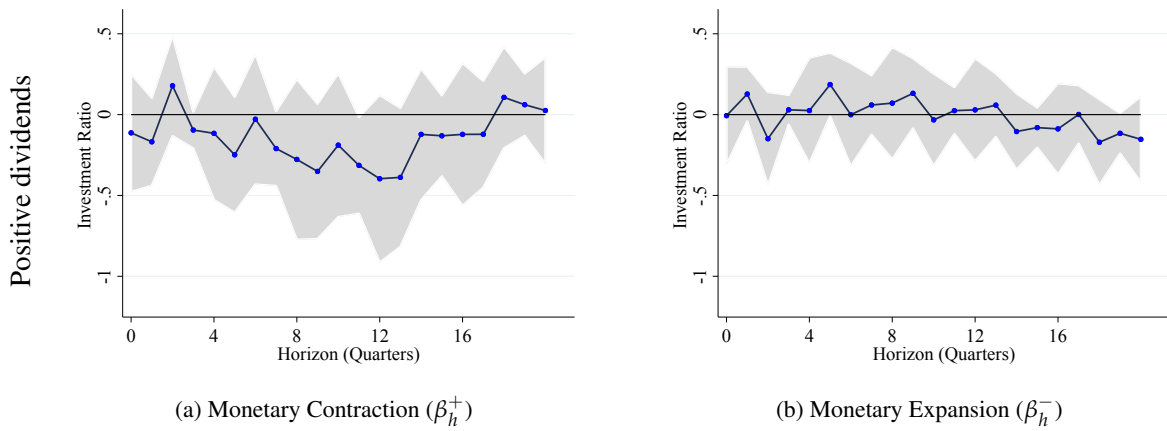 Positive dividends
Investment Ratio
.5
0
-.5
-1
0 4 8 12 16
Horizon (Quarters)
(a) Monetary Contraction (β_h^+)
Investment Ratio
.5
0
-.5
-1
0 4 8 12 16
Horizon (Quarters)
(b) Monetary Expansion (β_h^−)